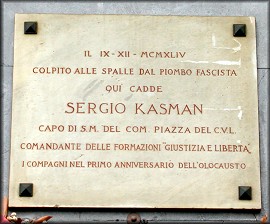 IL IX-XII-MCMXLIV
COLPITO ALLE SPALLE DAL PIOMBO FASCISTA
QUI CADDE
SERGIO KASMAN
CAPO DI S.M. DEL COM. PIAZZA DEL C.V.L.
COMANDANTE DELLE FORMAZIONI "GIUSTIZIA E LIBERTA,
I COMPAGNI NEL PRIMO ANNIVERSARIO DELL'OLOCAUSTO